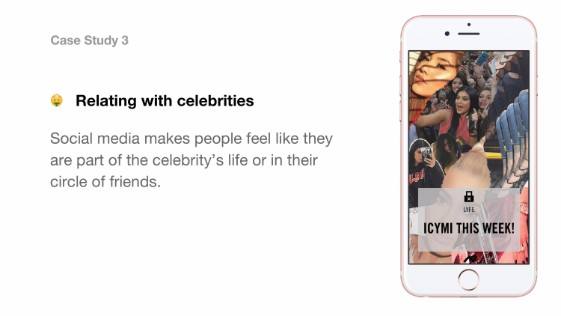 Case Study 3
Relating with celebrities
Social media makes people feel like they
are part of the celebrity’s life or in their
circle of friends.
LIFE
ICYMI THIS WEEK!